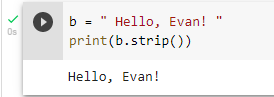 b = " Hello, Evan! "
print(b.strip())
0s
Hello, Evan!